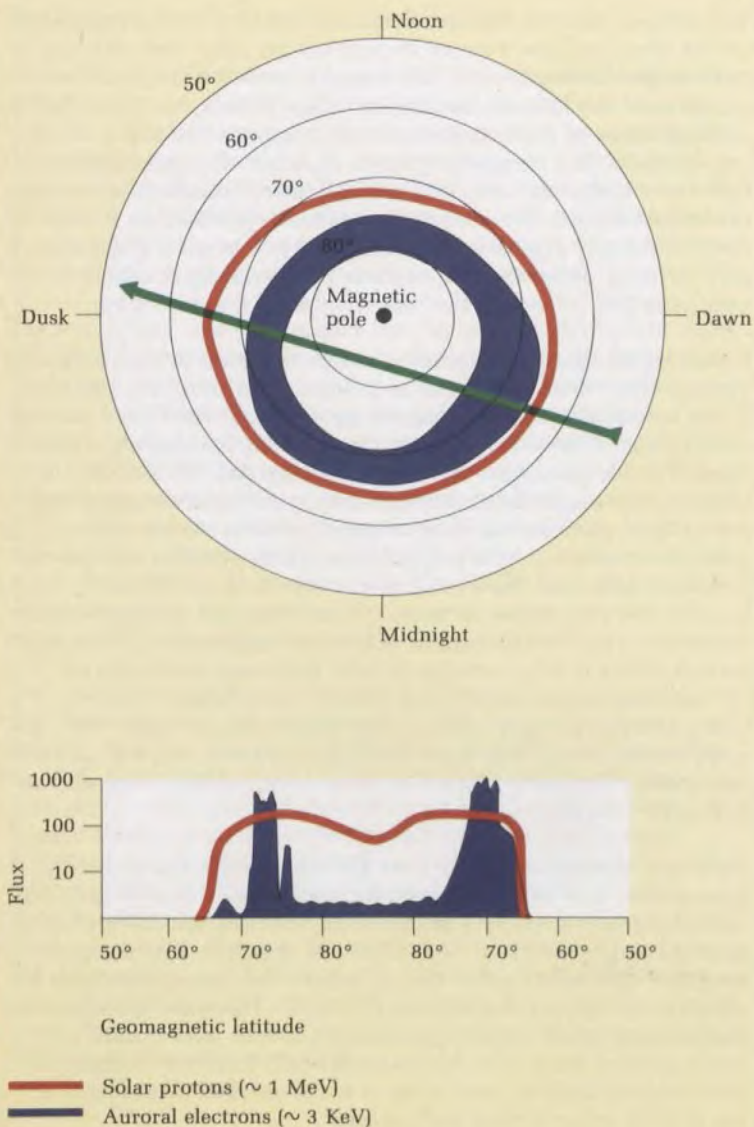 Noon
50°
60°
70°
80°
Magnetic
pole
Dusk
Dawn
Midnight
1000
100
10
Flux
50° 60° 70° 80° 80° 70° 60° 50°
Geomagnetic latitude
Solar protons (~ 1 MeV)
Auroral electrons (~ 3 KeV)